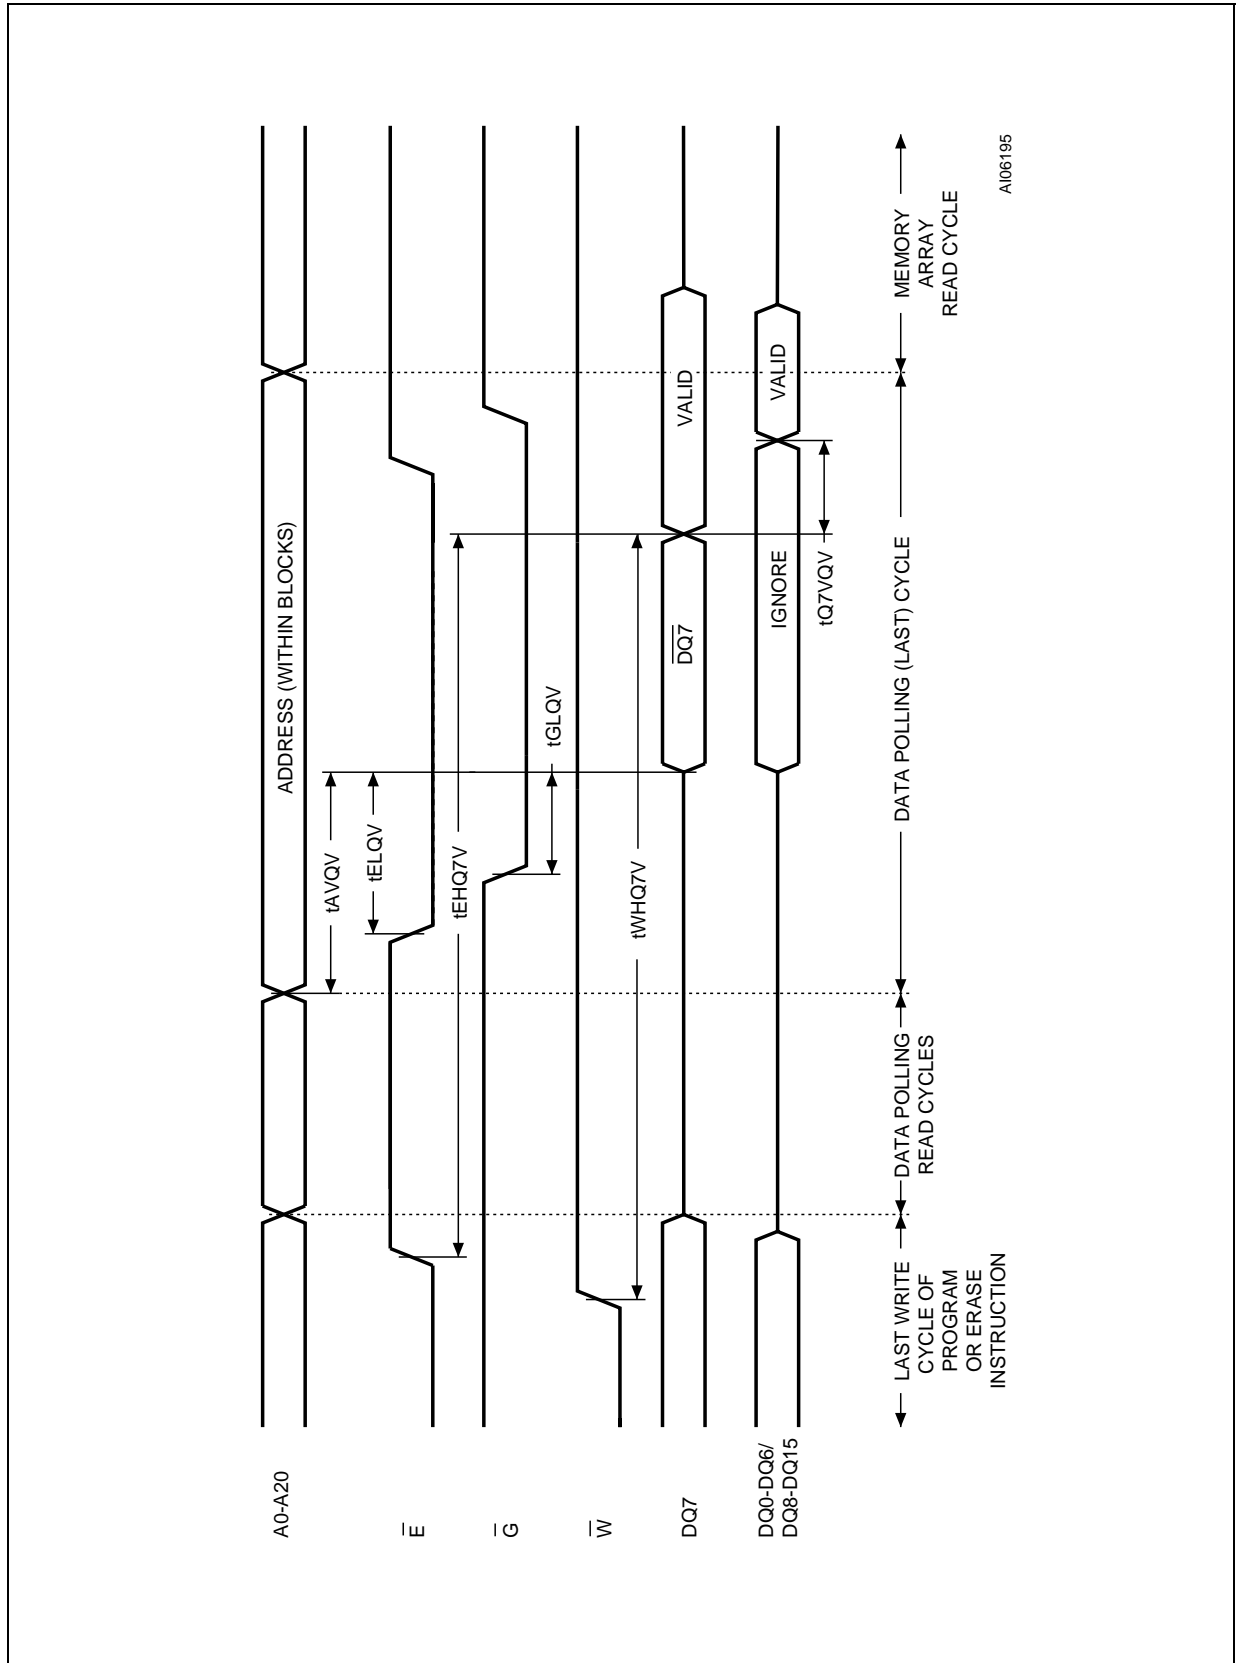 A0-A20
ADDRESS (WITHIN BLOCKS)
tAVQV
tELQV
E
tEHQ7V
G
tGLQV
W
tWHQ7V
DQ7
DQ7
VALID
DQ0-DQ6/
DQ8-DQ15
IGNORE
VALID
tQ7VQV
LAST WRITE
CYCLE OF
PROGRAM
OR ERASE
INSTRUCTION
DATA POLLING
READ CYCLES
DATA POLLING (LAST) CYCLE
MEMORY
ARRAY
READ CYCLE
AI06195